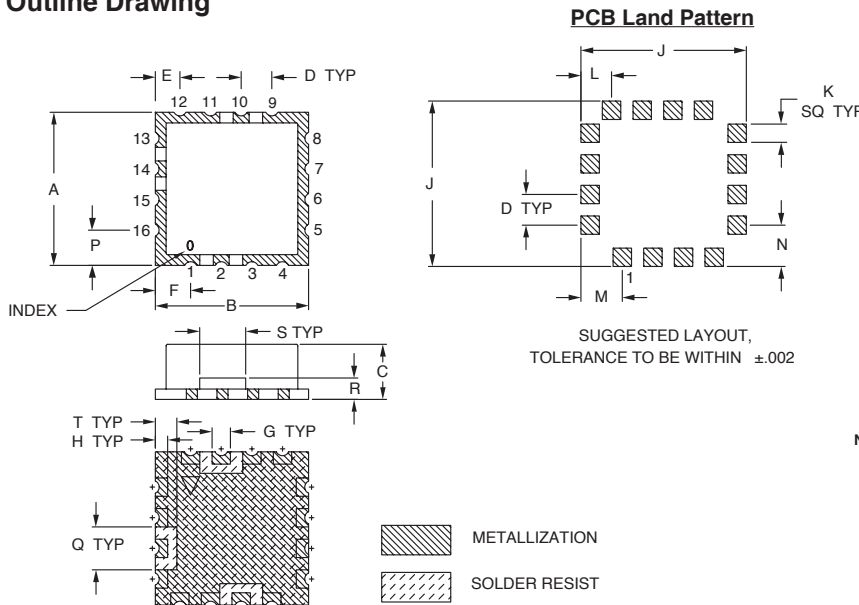 Outline Drawing
PCB Land Pattern
E
D TYP
12 11 10 9
13
14
15
16
8
7
6
5
A
P
0
1 2 3 4
INDEX
F
B
J
L
K
SQ TYP
J
D TYP
N
1
M
SUGGESTED LAYOUT,
TOLERANCE TO BE WITHIN ±.002
S TYP
C
R
T TYP
H TYP
G TYP
Q TYP
METALLIZATION
SOLDER RESIST
N